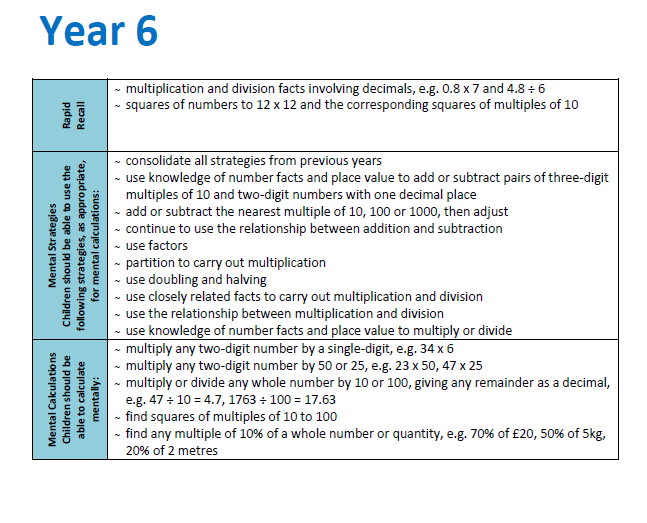 Year 6
Rapid
Recall
~ multiplication and division facts involving decimals, e.g. 0.8 x 7 and 4.8 ÷ 6
~ squares of numbers to 12 x 12 and the corresponding squares of multiples of 10
Mental Strategies
Children should be able to use the
following strategies, as appropriate,
for mental calculations:
~ consolidate all strategies from previous years
~ use knowledge of number facts and place value to add or subtract pairs of three-digit
multiples of 10 and two-digit numbers with one decimal place
~ add or subtract the nearest multiple of 10, 100 or 1000, then adjust
~ continue to use the relationship between addition and subtraction
~ use factors
~ partition to carry out multiplication
~ use doubling and halving
~ use closely related facts to carry out multiplication and division
~ use the relationship between multiplication and division
~ use knowledge of number facts and place value to multiply or divide
Mental Calculations
Children should be
able to calculate
mentally:
~ multiply any two-digit number by a single-digit, e.g. 34 x 6
~ multiply any two-digit number by 50 or 25, e.g. 23 x 50, 47 x 25
~ multiply or divide any whole number by 10 or 100, giving any remainder as a decimal,
e.g. 47 ÷ 10 = 4.7, 1763 ÷ 100 = 17.63
~ find squares of multiples of 10 to 100
~ find any multiple of 10% of a whole number or quantity, e.g. 70% of £20, 50% of 5kg,
20% of 2 metres